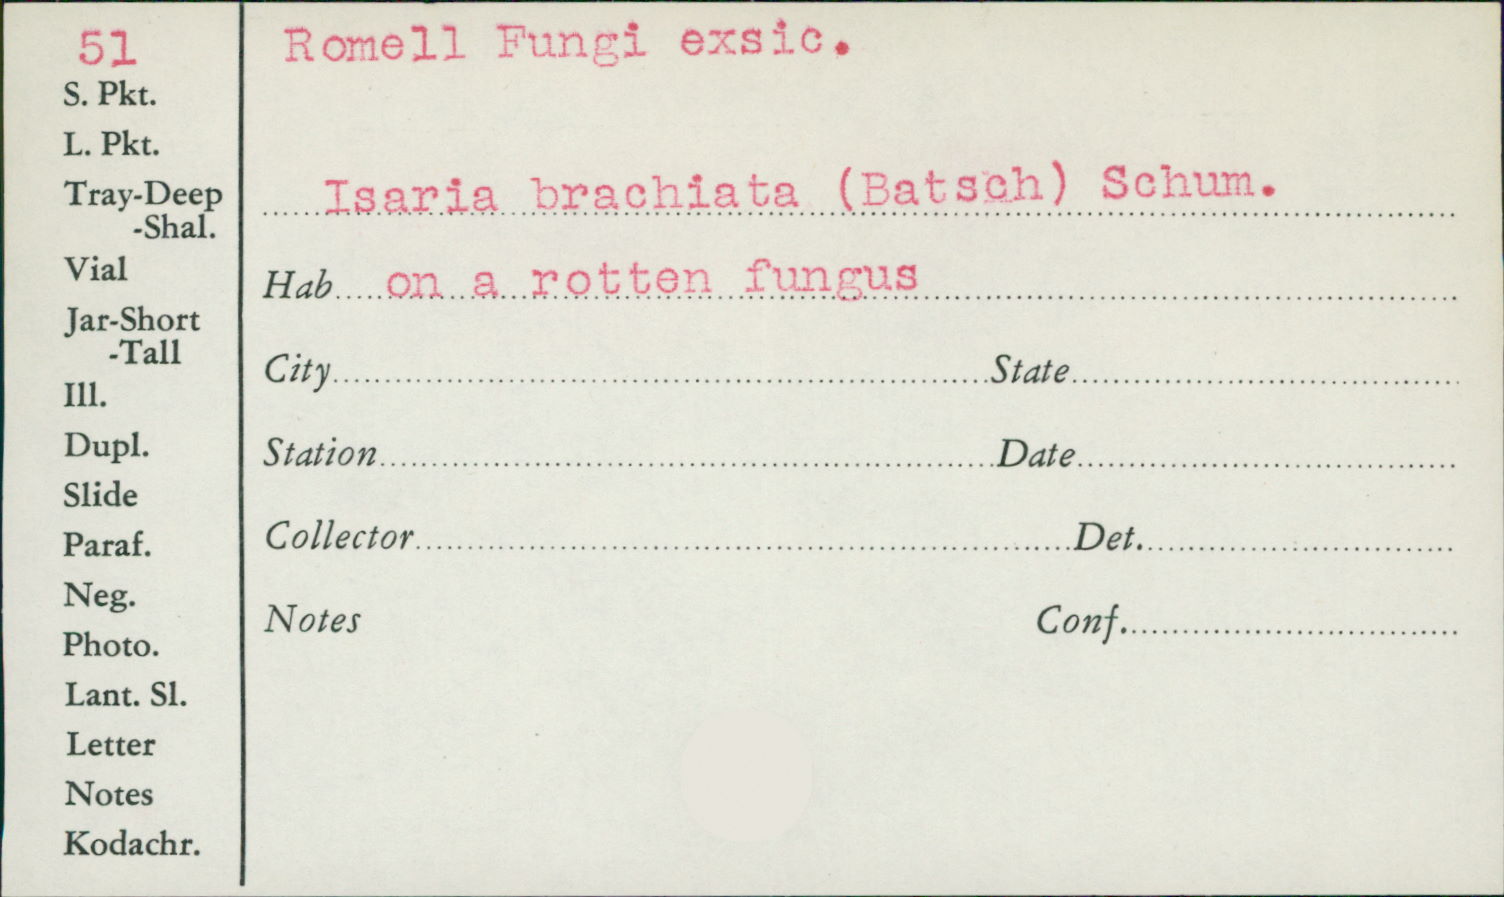 51
S. Pkt.
L. Pkt.
Tray-Deep
-Shal.
Vial
Jar-Short
-Tall
Ill.
Dupl.
Slide
Paraf.
Neg.
Photo.
Lant. Sl.
Letter
Notes
Kodachr.
Romell Fungi exsic.
Isaria brachiata (Batsch) Schum.
Hab on a rotten fungus
City State
Station Date
Collector Det.
Notes Conf.